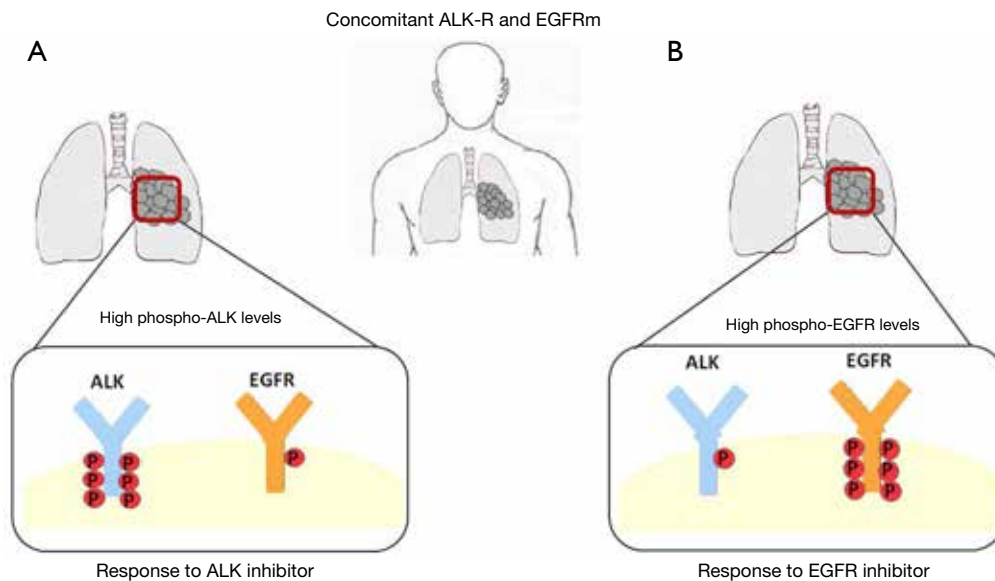 Concomitant ALK-R and EGFRm
A
B
High phospho-ALK levels
High phospho-EGFR levels
ALK
EGFR
ALK
EGFR
P
P
P
P
P
P
P
P
P
P
P
P
P
P
Response to ALK inhibitor
Response to EGFR inhibitor